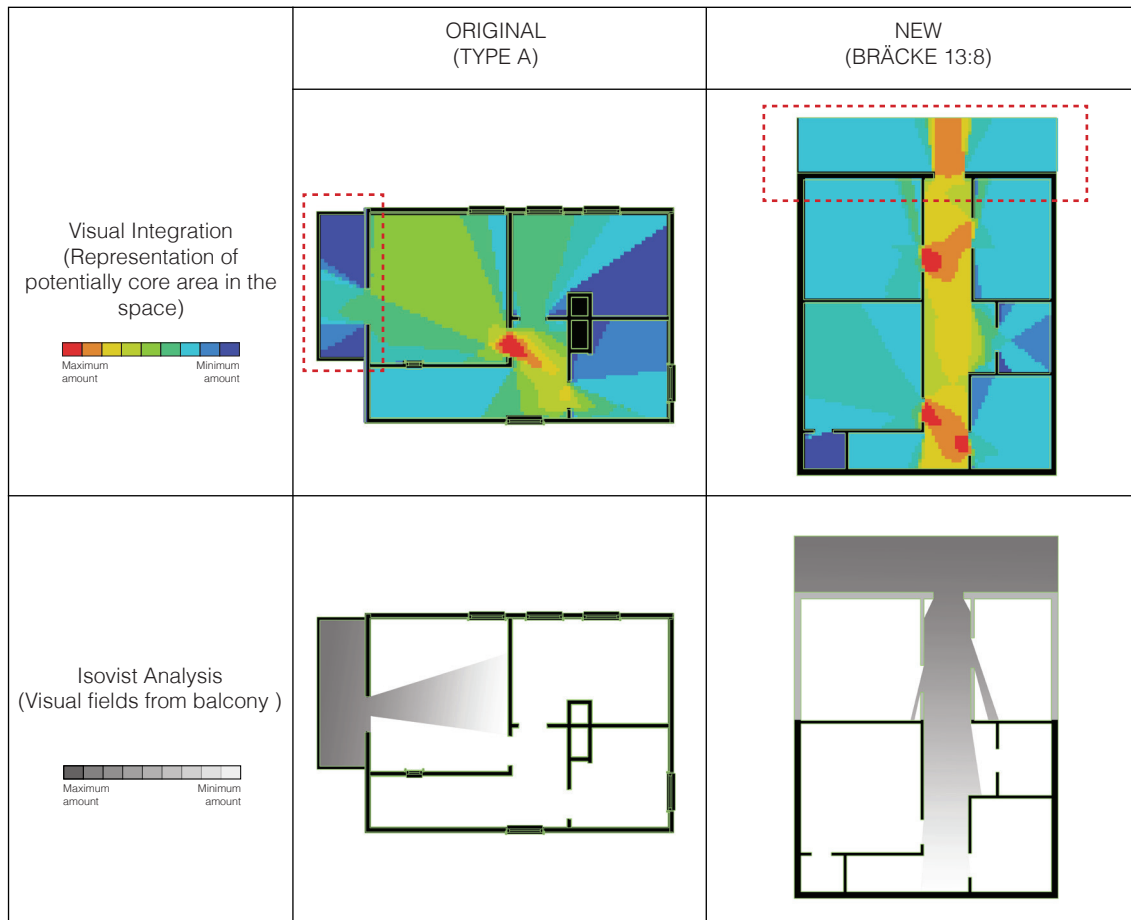 ORIGINAL
(TYPE A)
NEW
(BRÄCKE 13:8)
Visual Integration
(Representation of
potentially core area in the
space)
Maximum
amount
Minimum
amount
Isovist Analysis
(Visual fields from balcony )
Maximum
amount
Minimum
amount